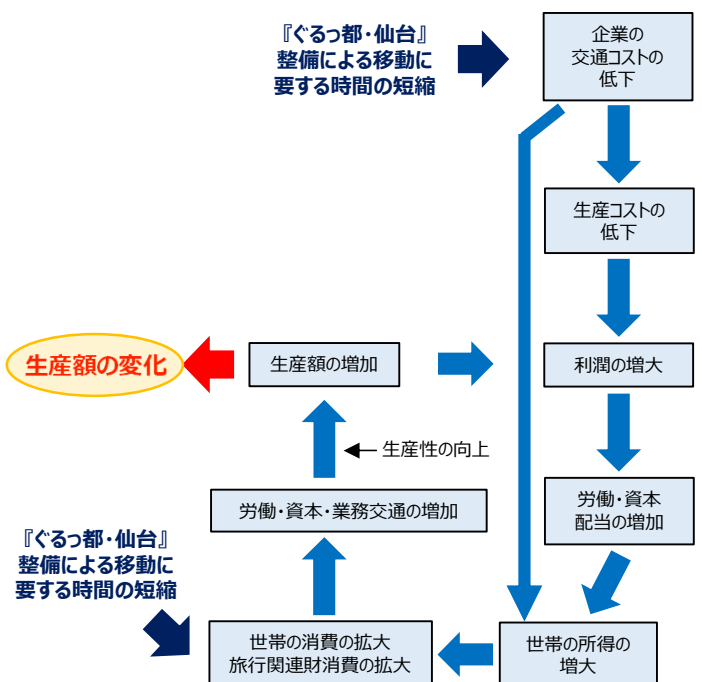 『ぐるっ都・仙台』
整備による移動に
要する時間の短縮
企業の
交通コストの
低下
生産コストの
低下
生産額の変化
生産額の増加
利潤の増大
生産性の向上
労働・資本・業務交通の増加
労働・資本
配当の増加
『ぐるっ都・仙台』
整備による移動に
要する時間の短縮
世帯の消費の拡大
旅行関連財消費の拡大
世帯の所得の
増大